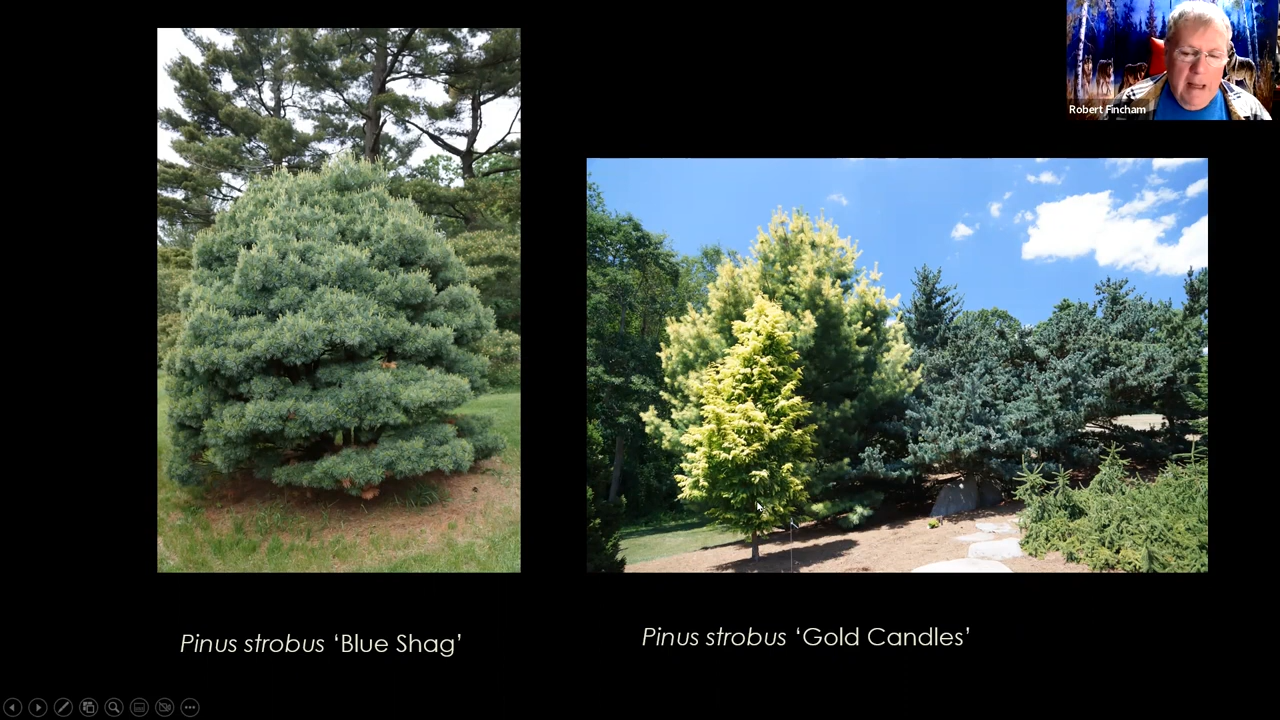 Robert Fincham
Pinus strobus ‘Blue Shag’
Pinus strobus ‘Gold Candles’